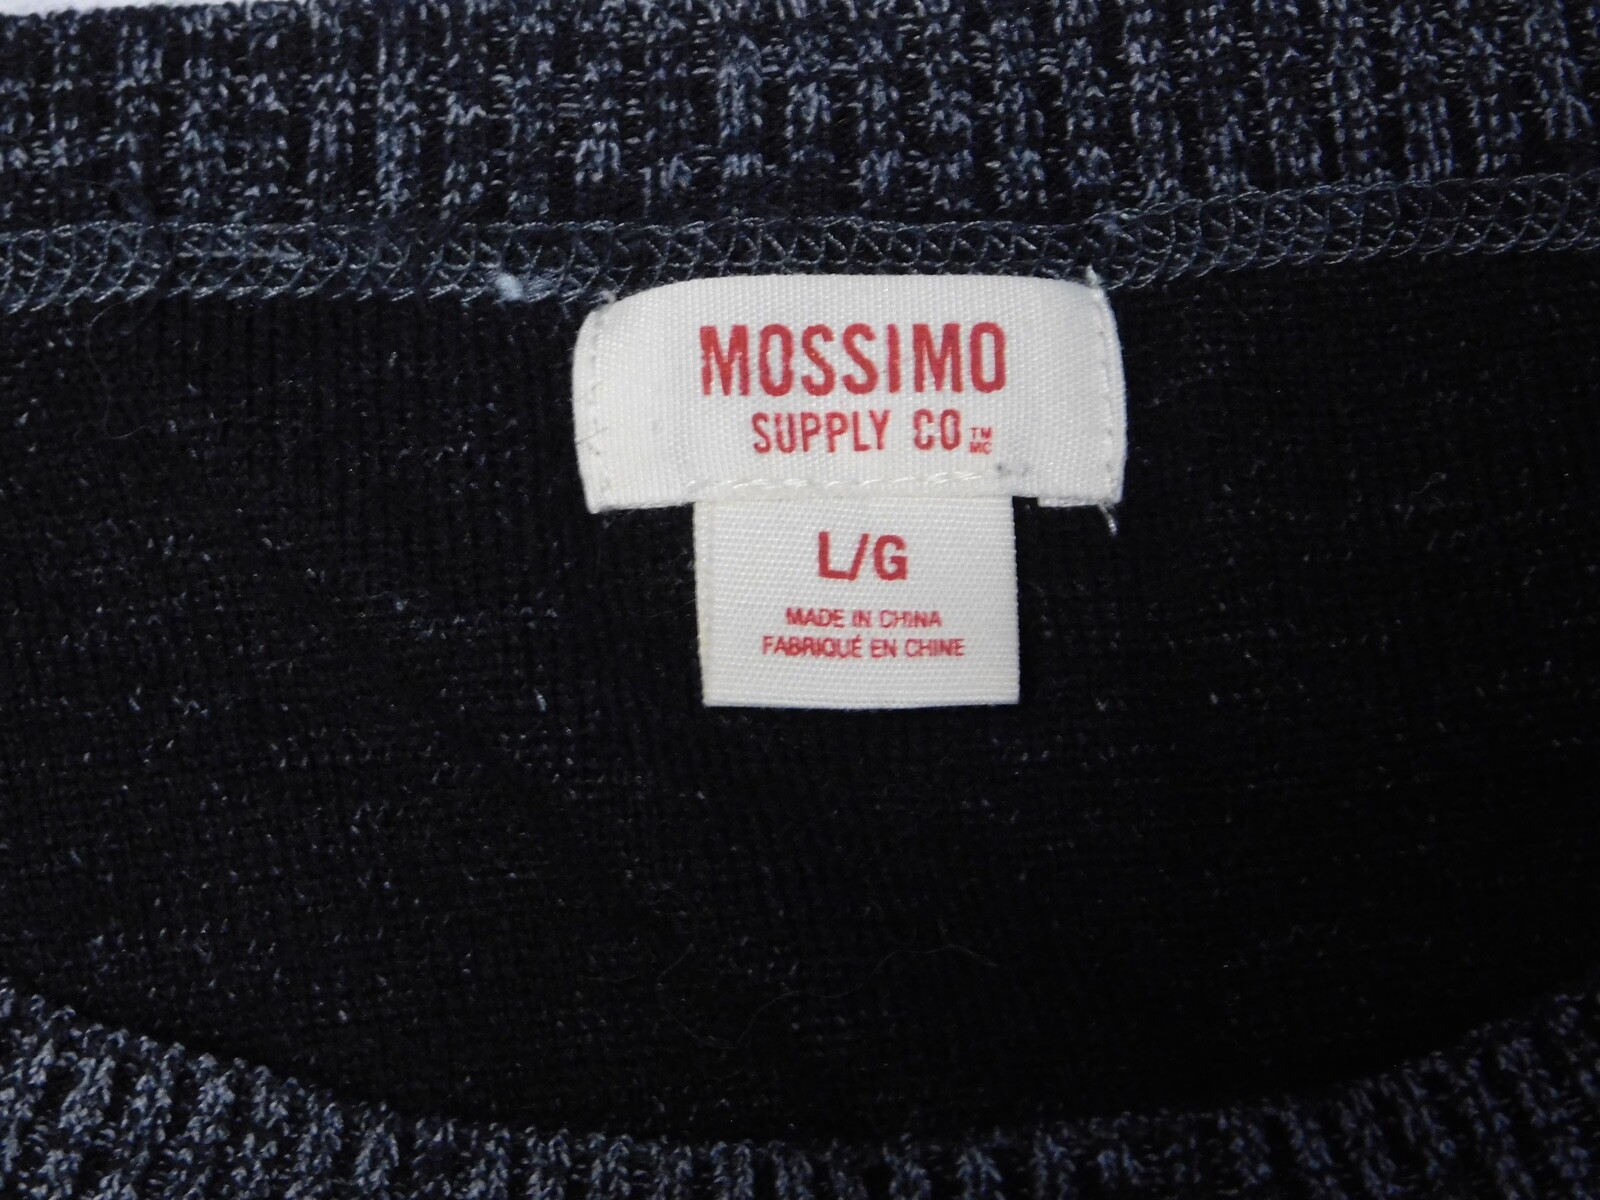 MOSSIMO
SUPPLY CO TM MC
L/G
MADE IN CHINA
FABRIQUÉ EN CHINE